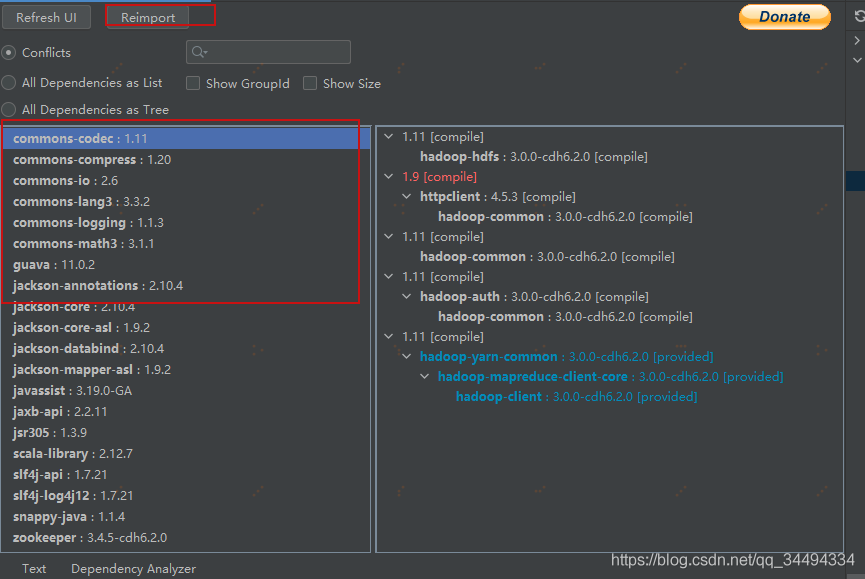 Refresh UI Reimport Donate
Conflicts
All Dependencies as List Show GroupId Show Size
All Dependencies as Tree
commons-codec : 1.11
commons-compress : 1.20
commons-io : 2.6
commons-lang3 : 3.3.2
commons-logging : 1.1.3
commons-math3 : 3.1.1
guava : 11.0.2
jackson-annotations : 2.10.4
jackson-core : 2.10.4
jackson-core-asl : 1.9.2
jackson-databind : 2.10.4
jackson-mapper-asl : 1.9.2
javassist : 3.19.0-GA
jaxb-api : 2.2.11
jsr305 : 1.3.9
scala-library : 2.12.7
slf4j-api : 1.7.21
slf4j-log4j12 : 1.7.21
snappy-java : 1.1.4
zookeeper : 3.4.5-cdh6.2.0
1.11 [compile]
hadoop-hdfs : 3.0.0-cdh6.2.0 [compile]
1.9 [compile]
httpclient : 4.5.3 [compile]
hadoop-common : 3.0.0-cdh6.2.0 [compile]
1.11 [compile]
hadoop-common : 3.0.0-cdh6.2.0 [compile]
1.11 [compile]
hadoop-auth : 3.0.0-cdh6.2.0 [compile]
hadoop-common : 3.0.0-cdh6.2.0 [compile]
1.11 [compile]
hadoop-yarn-common : 3.0.0-cdh6.2.0 [provided]
hadoop-mapreduce-client-core : 3.0.0-cdh6.2.0 [provided]
hadoop-client : 3.0.0-cdh6.2.0 [provided]
Text Dependency Analyzer
https://blog.csdn.net/qq_34494334